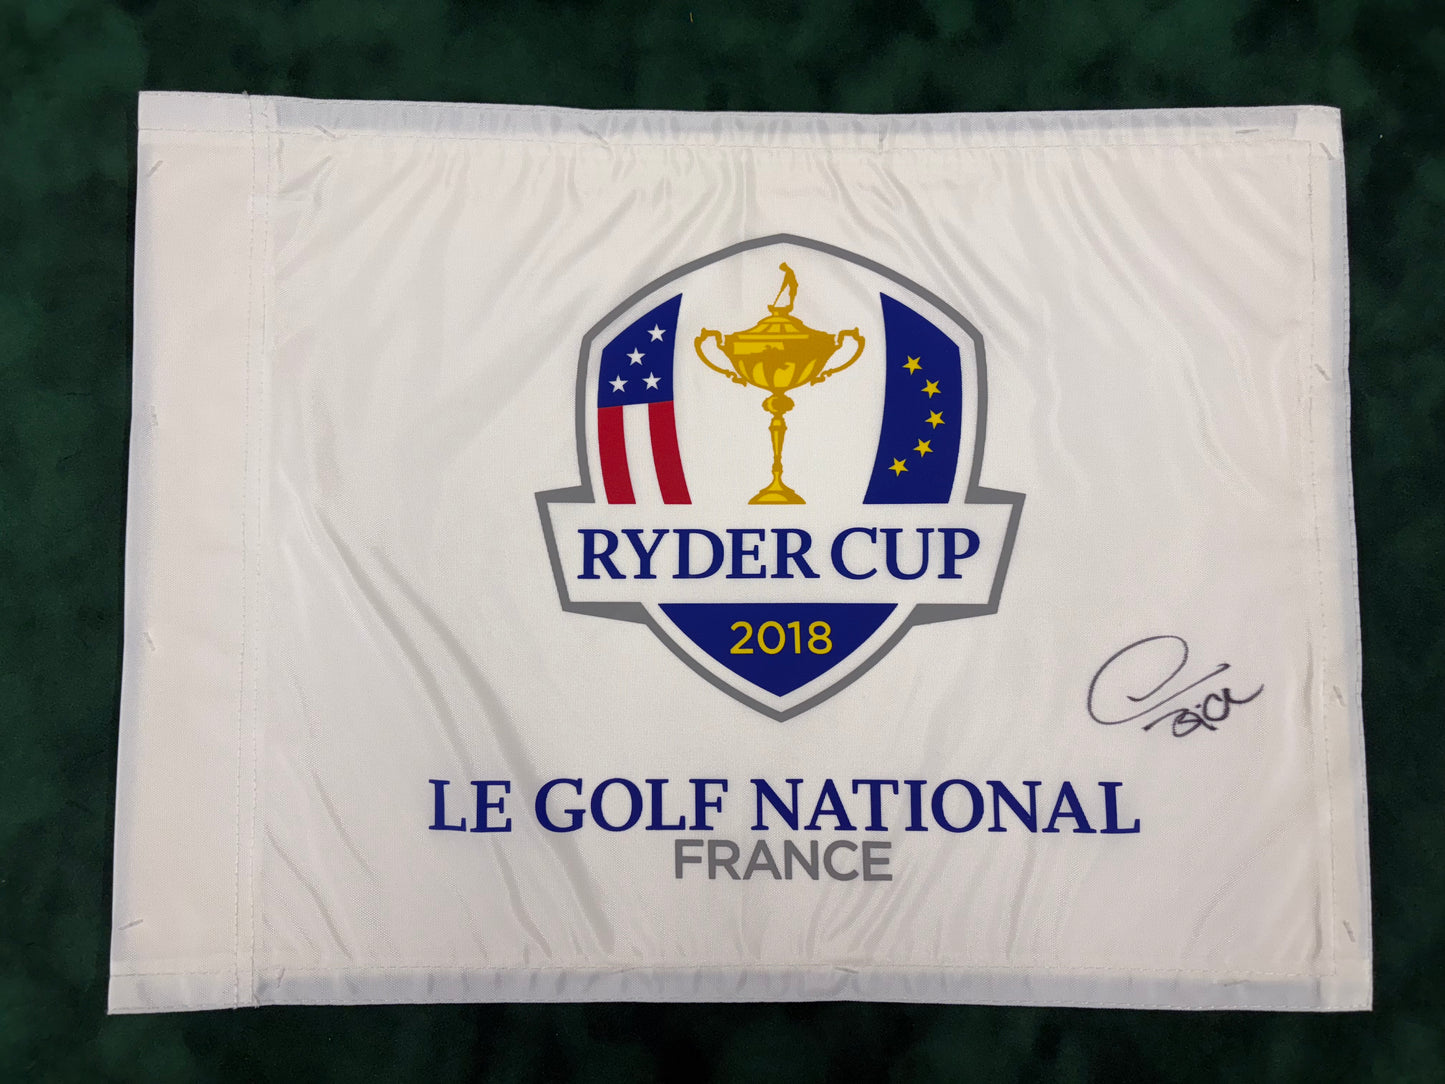 RYDER CUP
2018
LE GOLF NATIONAL
FRANCE